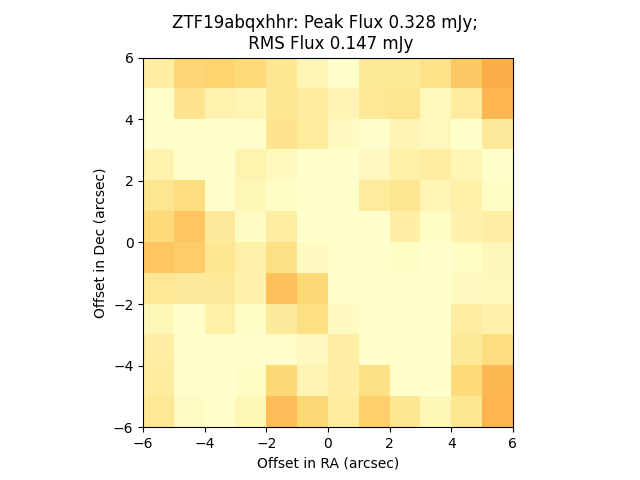 ZTF19abqxhhr: Peak Flux 0.328 mJy;
RMS Flux 0.147 mJy
6
4
2
0
−2
−4
−6
Offset in Dec (arcsec)
−6 −4 −2 0 2 4 6
Offset in RA (arcsec)